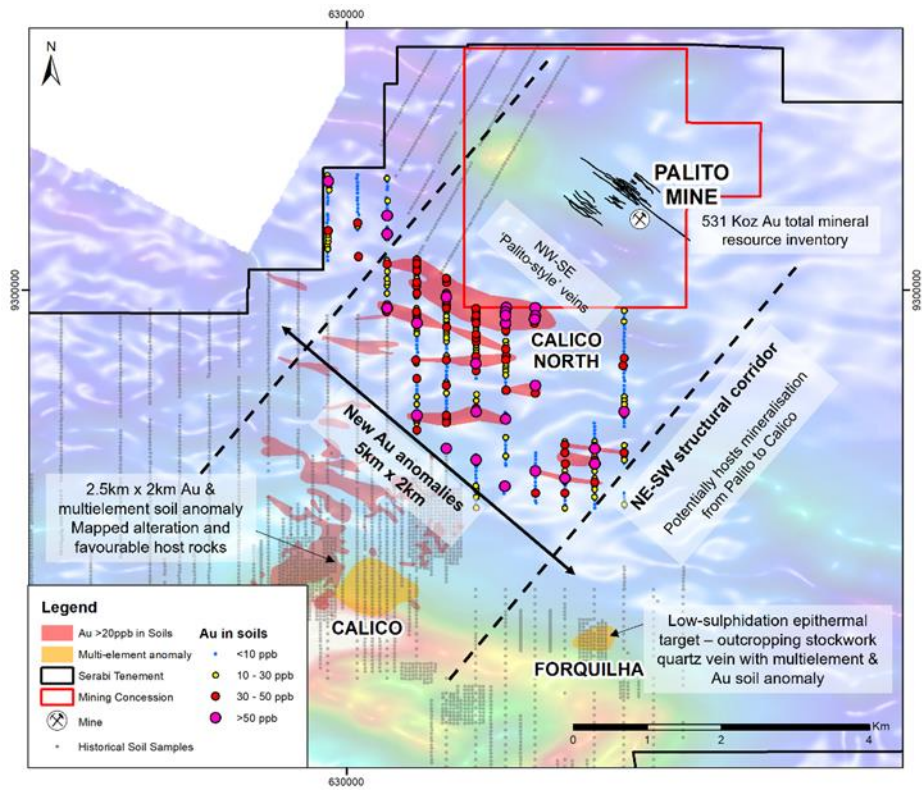 630000
N
PALITO
MINE
531 Koz Au total mineral
resource inventory
NW-SE
'Palito-style' veins
9300000
9300000
CALICO
NORTH
New Au anomalies
5km x 2km
NE-SW structural corridor
Potentially hosts mineralisation
from Palito to Calico
2.5km x 2km Au &
multielement soil anomaly
Mapped alteration and
favourable host rocks
CALICO
Low-sulphidation epithermal
target – outcropping stockwork
quartz vein with multielement &
Au soil anomaly
FORQUILHA
Legend
Au >20ppb in Soils
Multi-element anomaly
Serabi Tenement
Mining Concession
Mine
Historical Soil Samples
Au in soils
<10 ppb
10 - 30 ppb
30 - 50 ppb
>50 ppb
Km
0 1 2 4
630000